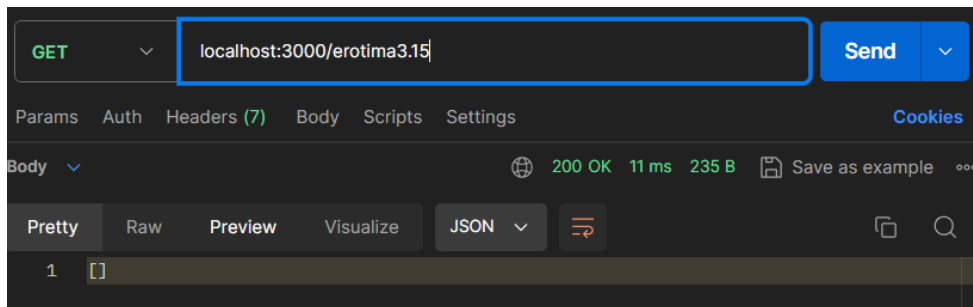 GET localhost:3000/erotima3.15 Send
Params Auth Headers (7) Body Scripts Settings Cookies
Body 200 OK 11 ms 235 B Save as example
Pretty Raw Preview Visualize JSON
1 []